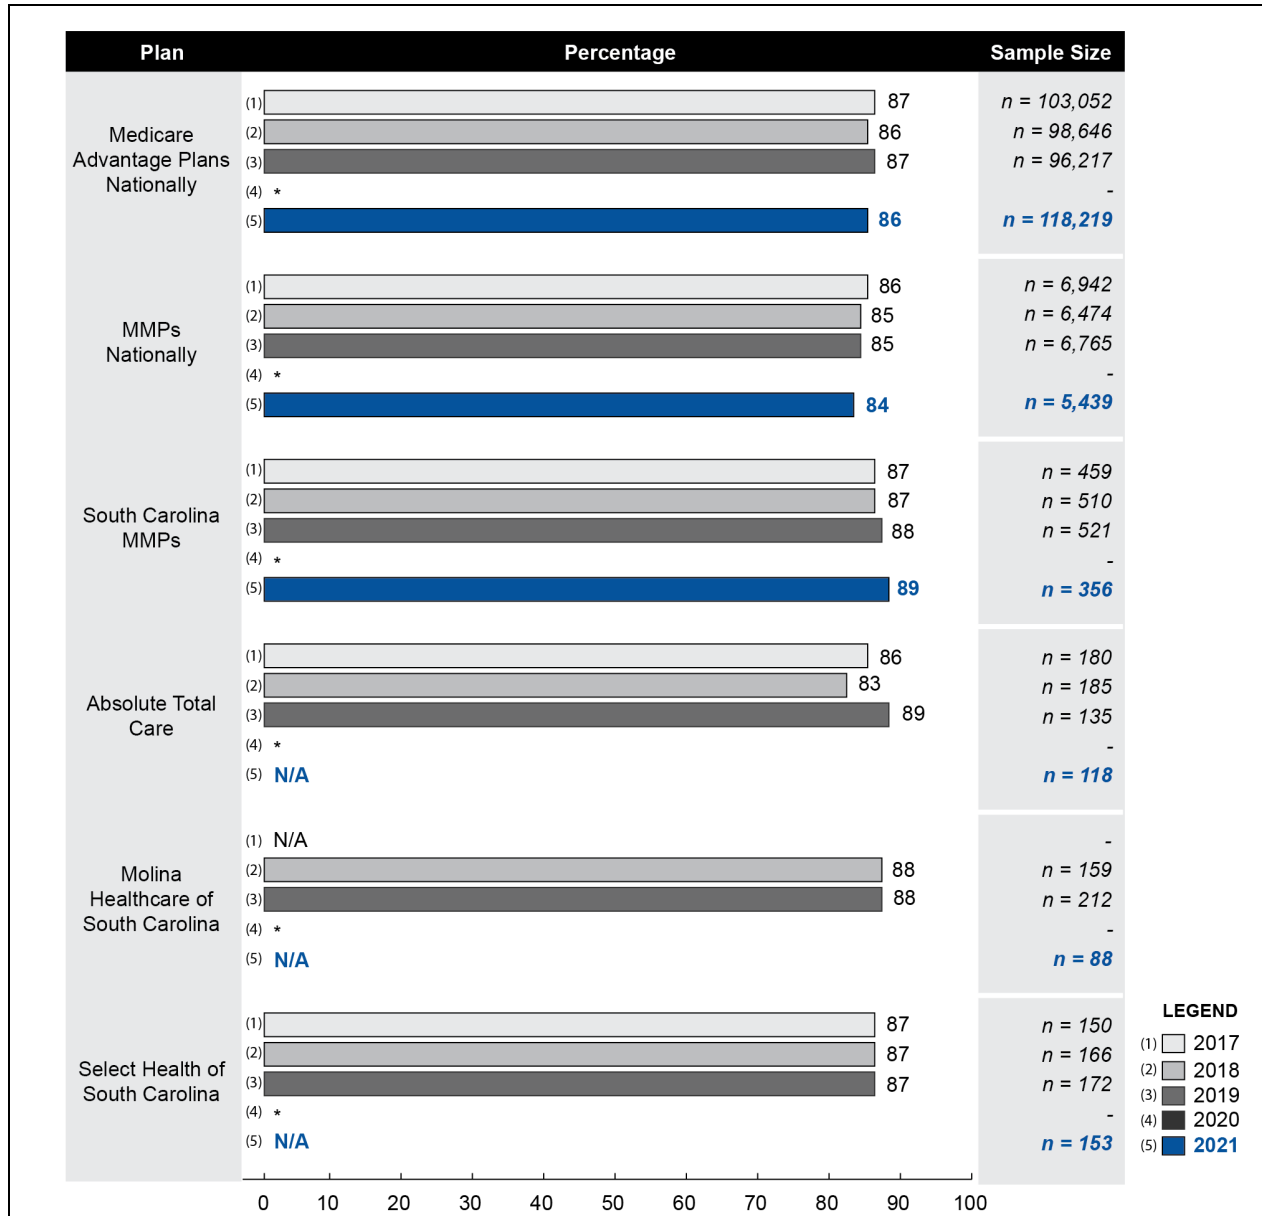 Plan Percentage Sample Size
Medicare
Advantage Plans
Nationally
(1) 87 n = 103,052
(2) 86 n = 98,646
(3) 87 n = 96,217
(4) * -
(5) 86 n = 118,219
MMPs
Nationally
(1) 86 n = 6,942
(2) 85 n = 6,474
(3) 85 n = 6,765
(4) * -
(5) 84 n = 5,439
South Carolina
MMPs
(1) 87 n = 459
(2) 87 n = 510
(3) 88 n = 521
(4) * -
(5) 89 n = 356
Absolute Total
Care
(1) 86 n = 180
(2) 83 n = 185
(3) 89 n = 135
(4) * -
(5) N/A n = 118
Molina
Healthcare of
South Carolina
(1) N/A -
(2) 88 n = 159
(3) 88 n = 212
(4) * -
(5) N/A n = 88
Select Health of
South Carolina
(1) 87 n = 150
(2) 87 n = 166
(3) 87 n = 172
(4) * -
(5) N/A n = 153
0 10 20 30 40 50 60 70 80 90 100
LEGEND
(1) 2017
(2) 2018
(3) 2019
(4) 2020
(5) 2021